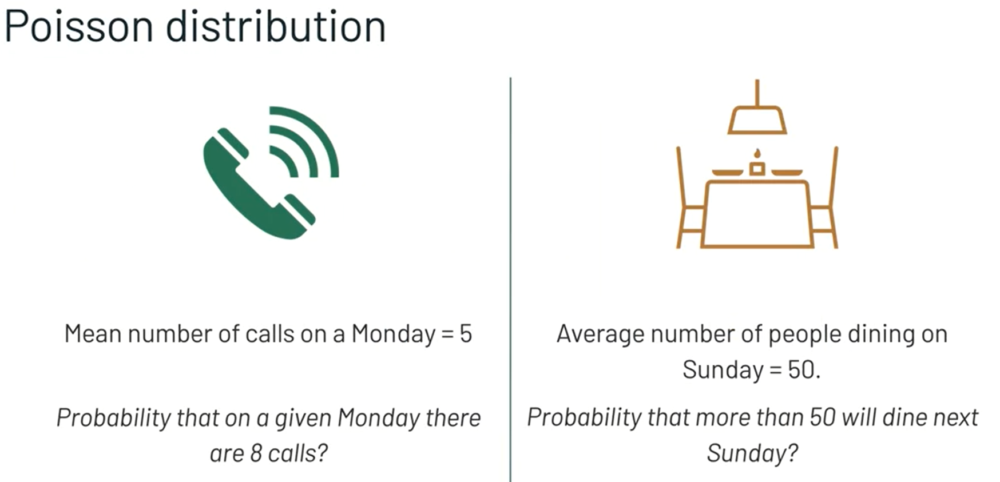 Poisson distribution
Mean number of calls on a Monday = 5
Probability that on a given Monday there
are 8 calls?
Average number of people dining on
Sunday = 50.
Probability that more than 50 will dine next
Sunday?